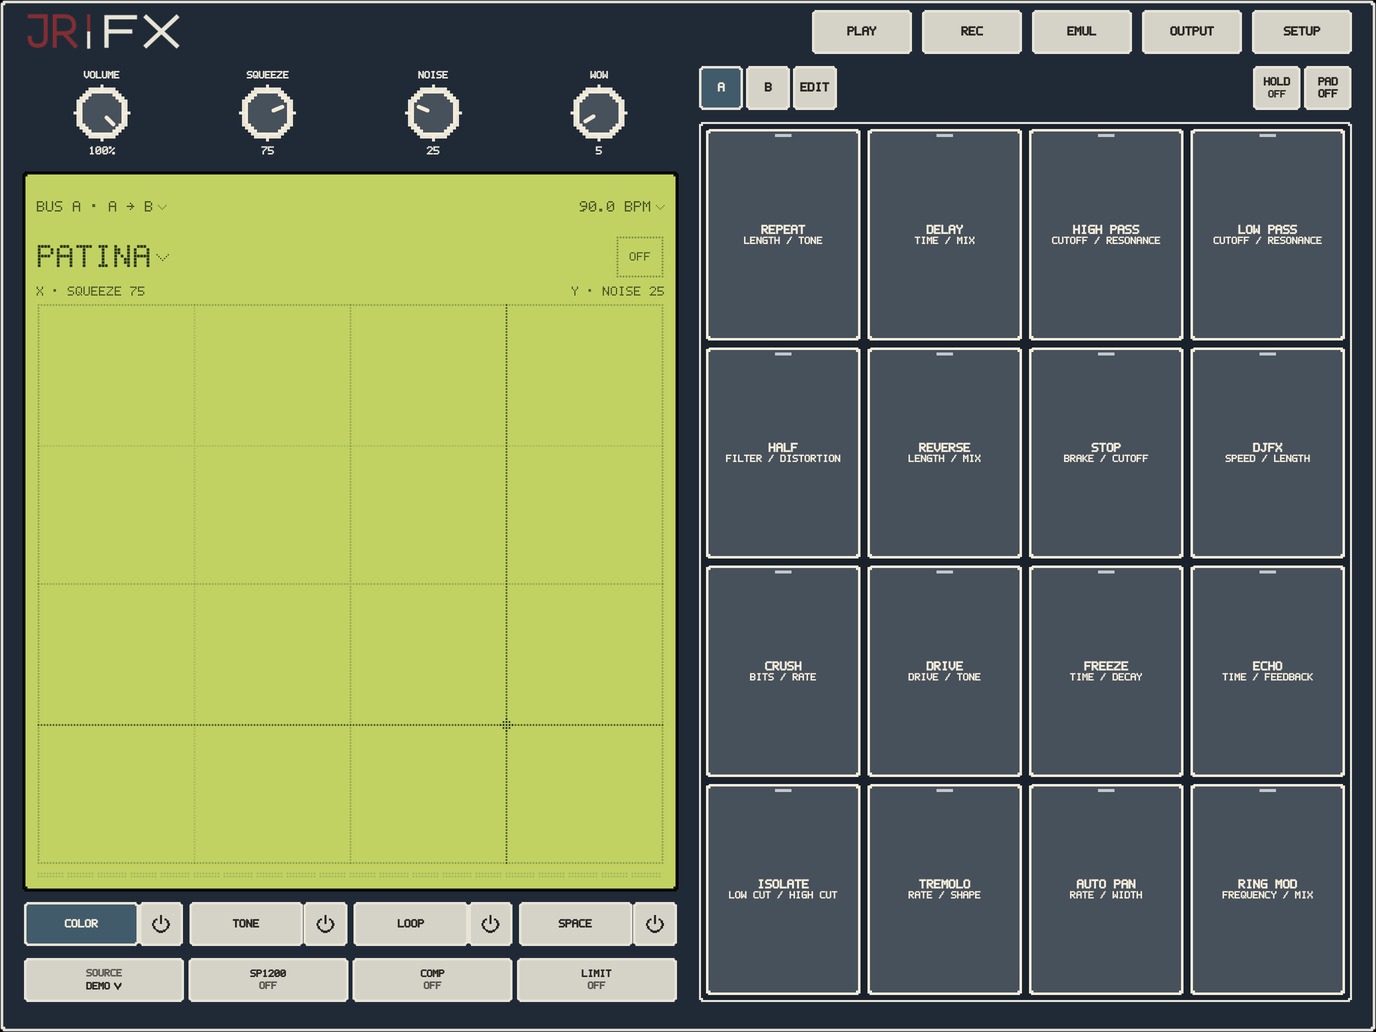 JR|FX
PLAY
REC
EMUL
OUTPUT
SETUP
VOLUME
SQUEEZE
NOISE
WOW
100%
75
25
5
A
B
EDIT
HOLD
OFF
PAD
OFF
BUS A · A → B
90.0 BPM
PATINA
OFF
X · SQUEEZE 75
Y · NOISE 25
REPEAT
LENGTH / TONE
DELAY
TIME / MIX
HIGH PASS
CUTOFF / RESONANCE
LOW PASS
CUTOFF / RESONANCE
HALF
FILTER / DISTORTION
REVERSE
LENGTH / MIX
STOP
BRAKE / CUTOFF
DJFX
SPEED / LENGTH
CRUSH
BITS / RATE
DRIVE
DRIVE / TONE
FREEZE
TIME / DECAY
ECHO
TIME / FEEDBACK
ISOLATE
LOW CUT / HIGH CUT
TREMOLO
RATE / SHAPE
AUTO PAN
RATE / WIDTH
RING MOD
FREQUENCY / MIX
COLOR
TONE
LOOP
SPACE
SOURCE
DEMO
SP1200
OFF
COMP
OFF
LIMIT
OFF